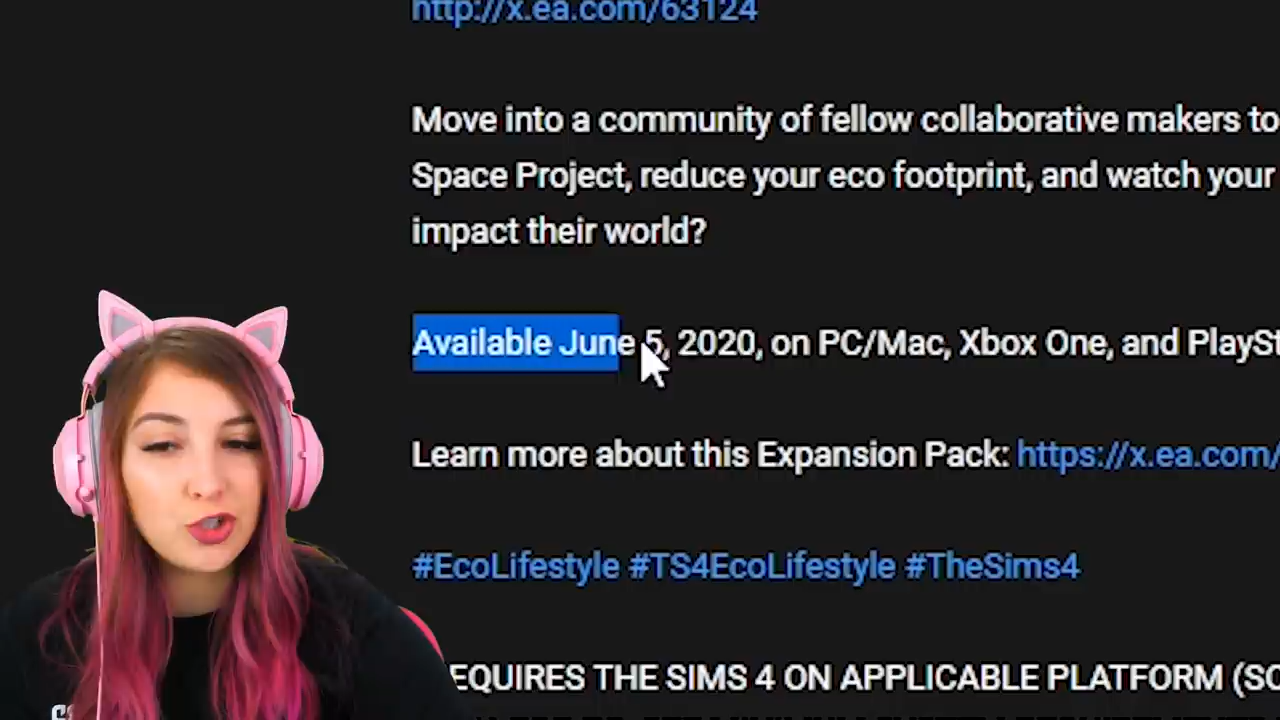 http://x.ea.com/63124
Move into a community of fellow collaborative makers to
Space Project, reduce your eco footprint, and watch your
impact their world?
Available June 5, 2020, on PC/Mac, Xbox One, and PlaySt
Learn more about this Expansion Pack: https://x.ea.com/
#EcoLifestyle #TS4EcoLifestyle #TheSims4
EQUIRES THE SIMS 4 ON APPLICABLE PLATFORM (SO